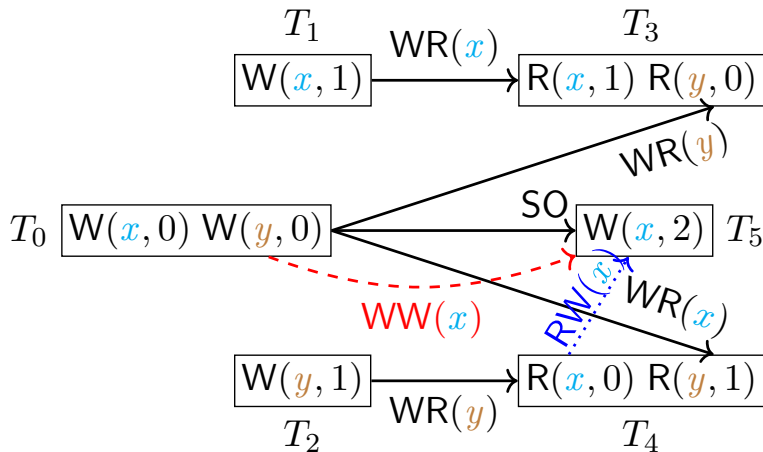 T₁ WR(x) T₃
W(x, 1) R(x, 1) R(y, 0)
WR(y)
SO
T₀ W(x, 0) W(y, 0) W(x, 2) T₅
WW(x) RW(x) WR(x)
W(y, 1) WR(y) R(x, 0) R(y, 1)
T₂ T₄